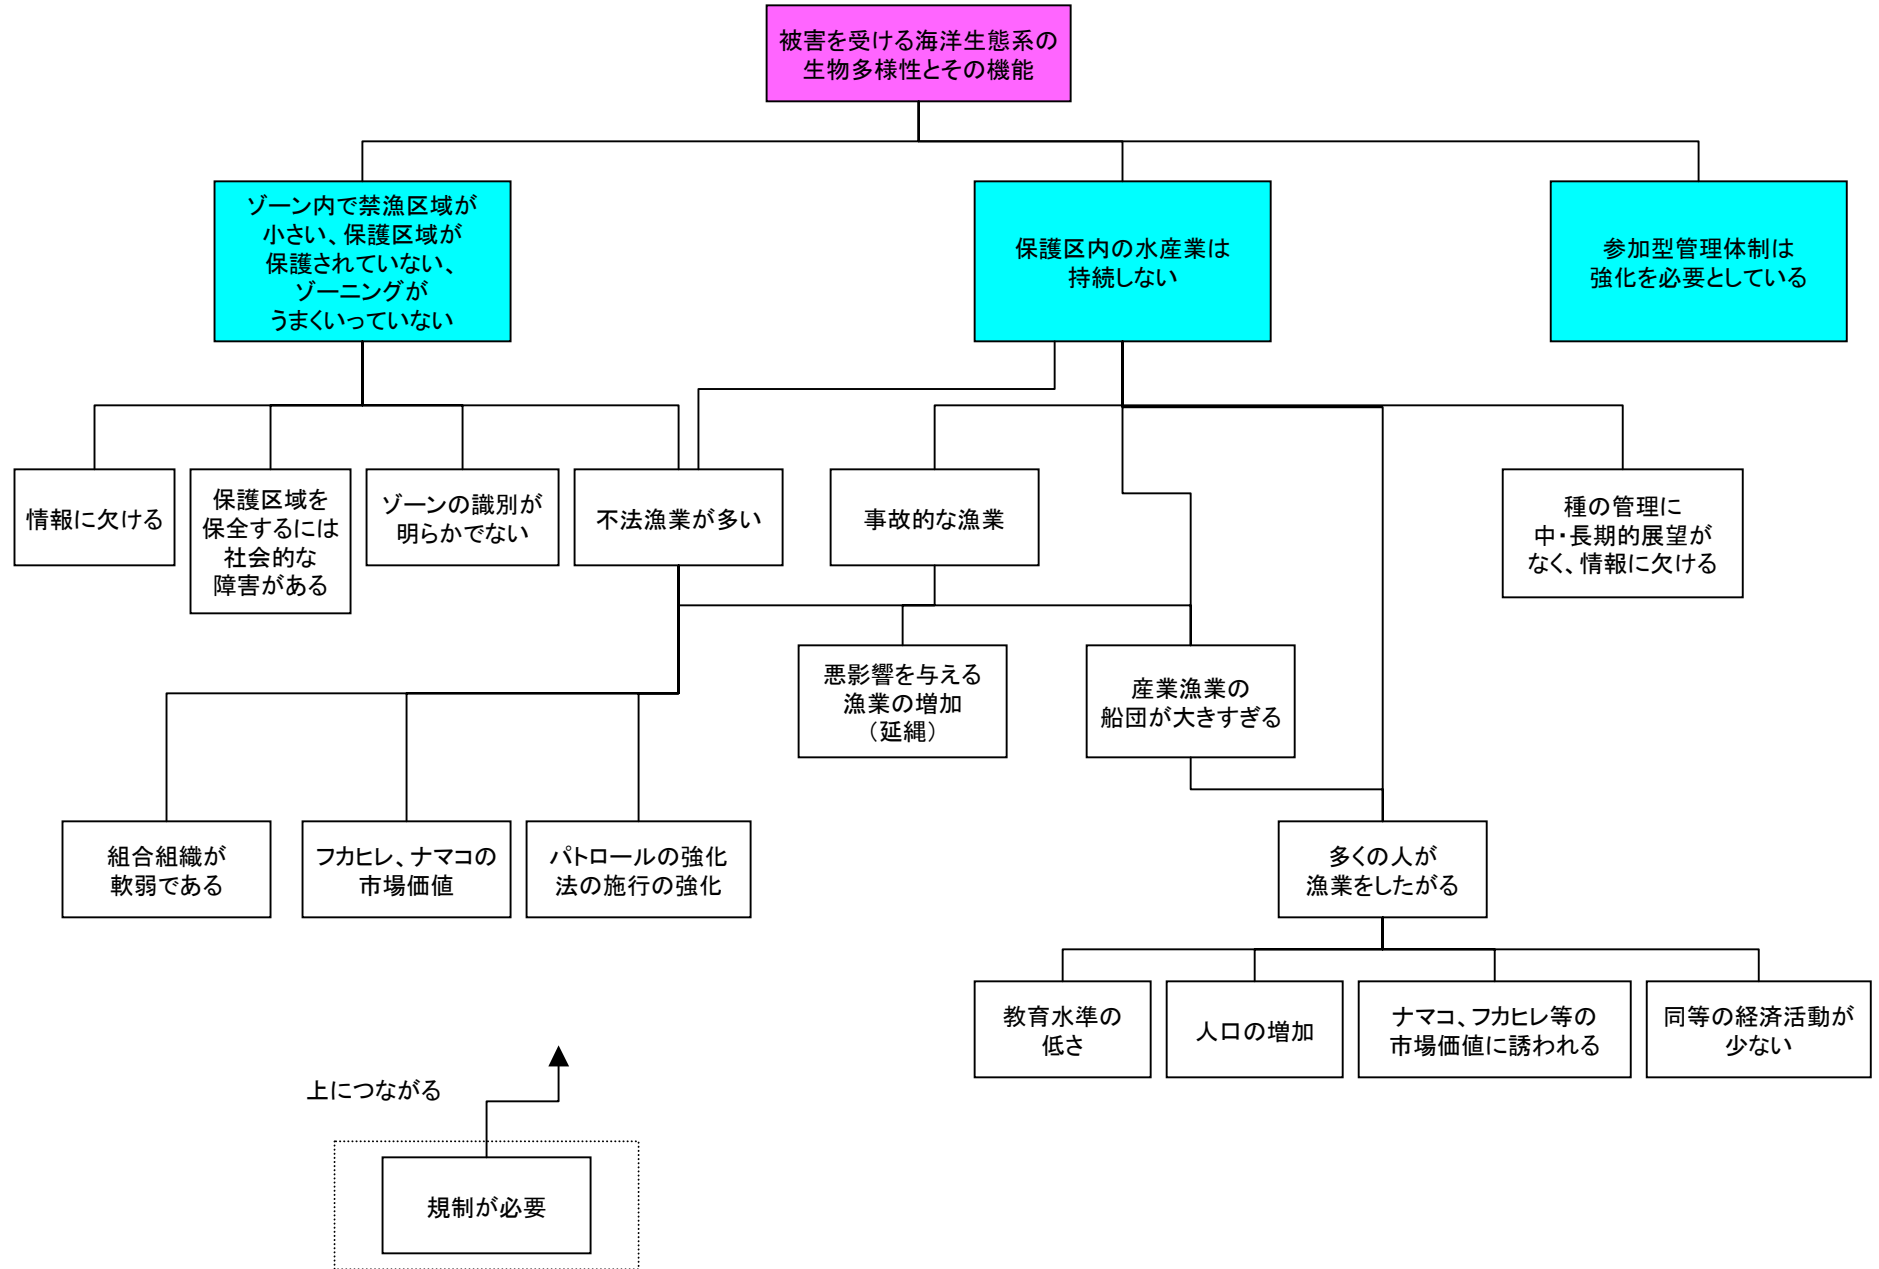 被害を受ける海洋生態系の
生物多様性とその機能
ゾーン内で禁漁区域が
小さい、保護区域が
保護されていない、
ゾーニングが
うまくいっていない
保護区内の水産業は
持続しない
参加型管理体制は
強化を必要としている
情報に欠ける
保護区域を
保全するには
社会的な
障害がある
ゾーンの識別が
明らかでない
不法漁業が多い
事故的な漁業
種の管理に
中・長期的展望が
なく、情報に欠ける
悪影響を与える
漁業の増加
（延縄）
産業漁業の
船団が大きすぎる
組合組織が
軟弱である
フカヒレ、ナマコの
市場価値
パトロールの強化
法の施行の強化
多くの人が
漁業をしたがる
教育水準の
低さ
人口の増加
ナマコ、フカヒレ等の
市場価値に誘われる
同等の経済活動が
少ない
上につながる
規制が必要